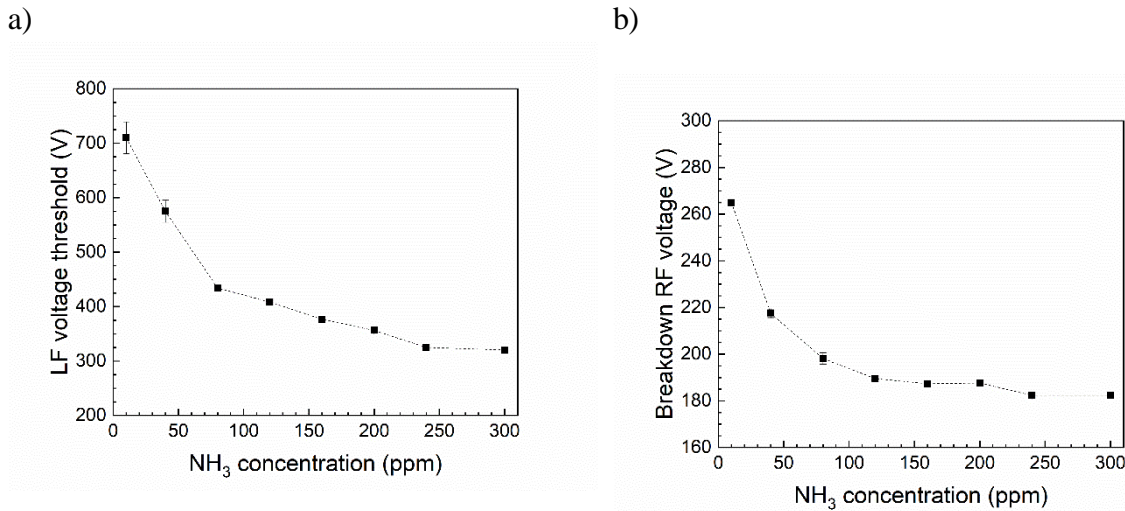 a)
800
700
600
500
400
300
200
LF voltage threshold (V)
0 50 100 150 200 250 300
NH₃ concentration (ppm)
b)
300
280
260
240
220
200
180
160
Breakdown RF voltage (V)
0 50 100 150 200 250 300
NH₃ concentration (ppm)